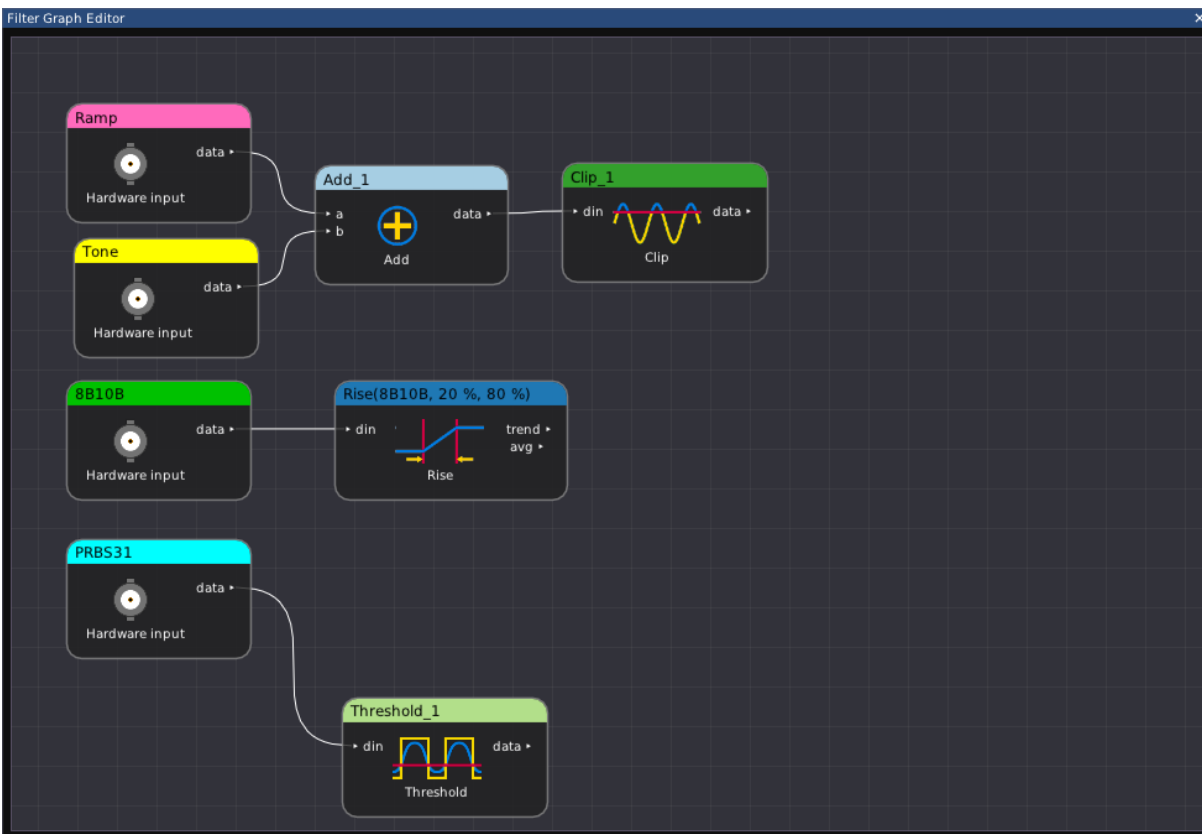 Filter Graph Editor
Ramp
data
Hardware input
Add_1
a
b
data
Add
Clip_1
din
data
Clip
Tone
data
Hardware input
8B10B
data
Hardware input
Rise(8B10B, 20 %, 80 %)
din
trend
avg
Rise
PRBS31
data
Hardware input
Threshold_1
din
data
Threshold